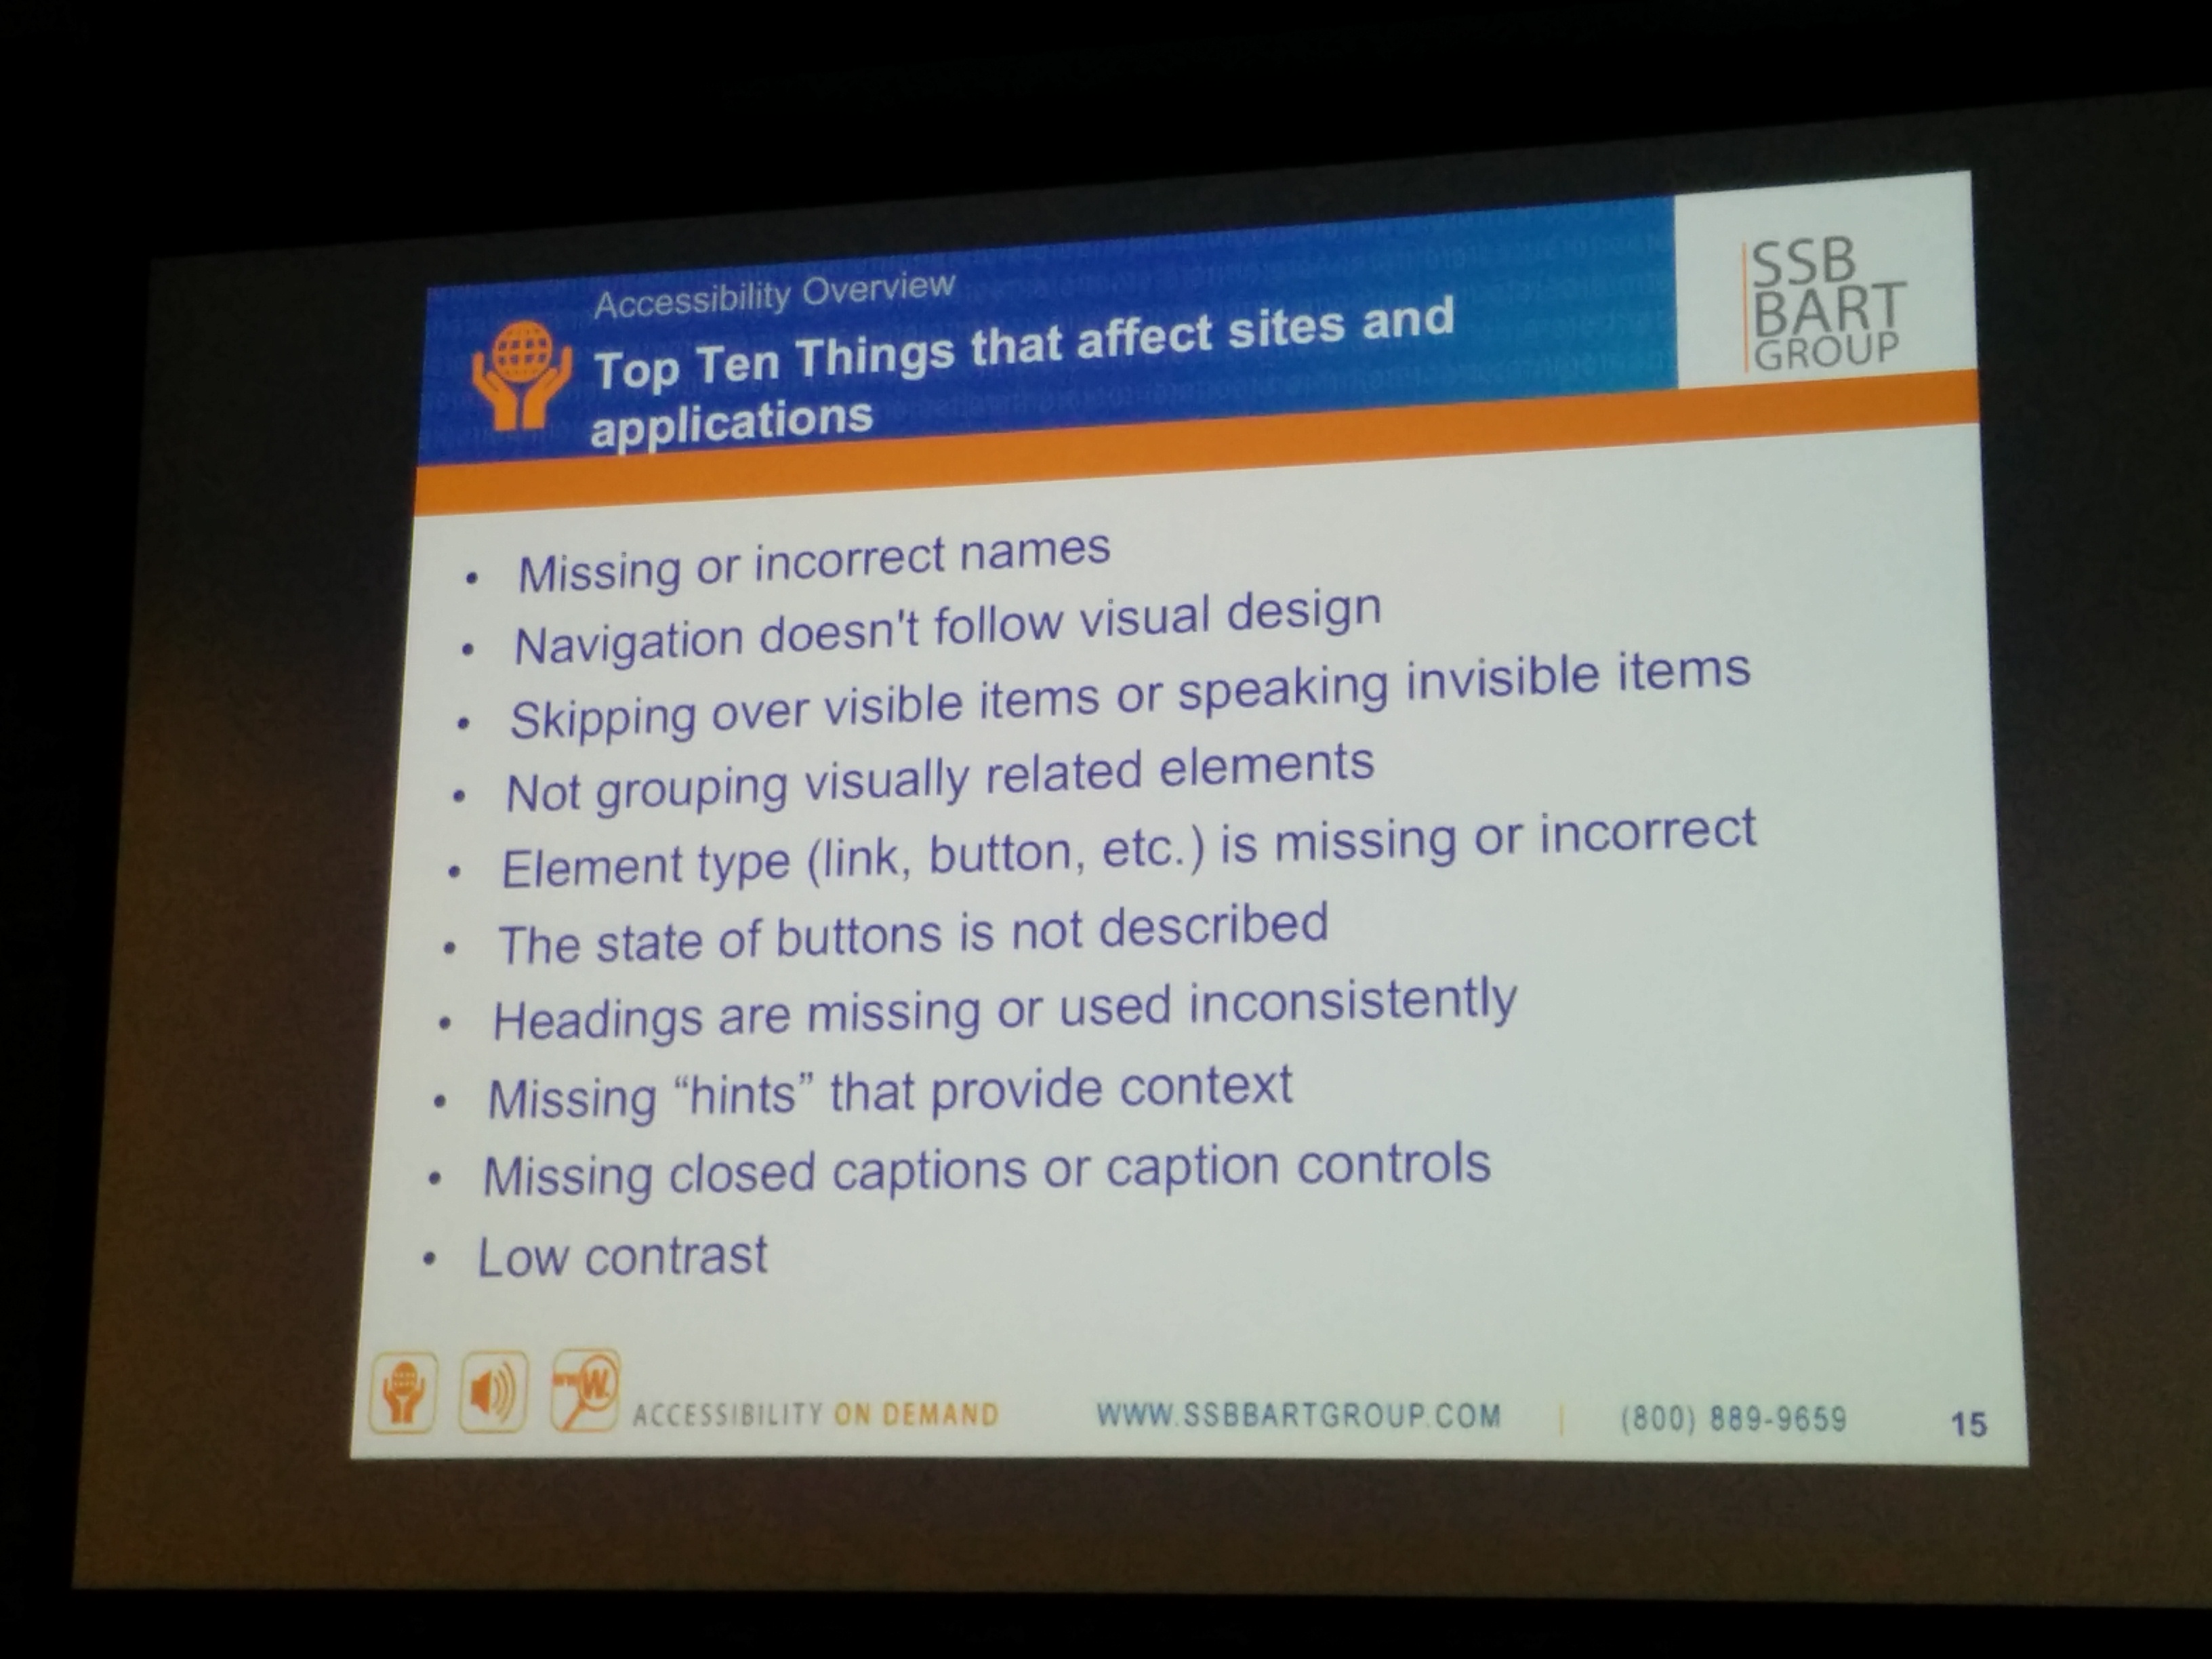 Accessibility Overview
Top Ten Things that affect sites and
applications
SSB
BART
GROUP
• Missing or incorrect names
• Navigation doesn't follow visual design
• Skipping over visible items or speaking invisible items
• Not grouping visually related elements
• Element type (link, button, etc.) is missing or incorrect
• The state of buttons is not described
• Headings are missing or used inconsistently
• Missing “hints” that provide context
• Missing closed captions or caption controls
• Low contrast
W.
ACCESSIBILITY ON DEMAND
WWW.SSBBARTGROUP.COM | (800) 889-9659
15